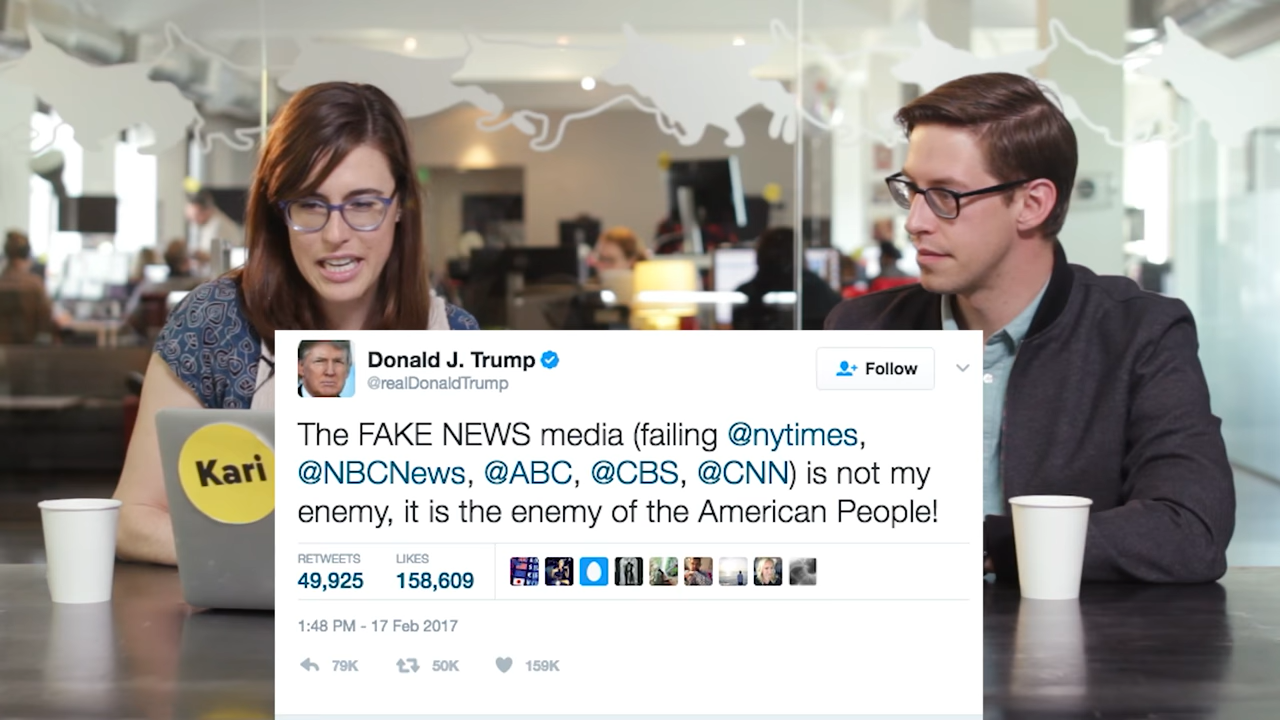 Donald J. Trump
@realDonaldTrump
Follow
The FAKE NEWS media (failing @nytimes,
@NBCNews, @ABC, @CBS, @CNN) is not my
enemy, it is the enemy of the American People!
RETWEETS LIKES
49,925 158,609
1:48 PM - 17 Feb 2017
79K 50K 159K
Kari